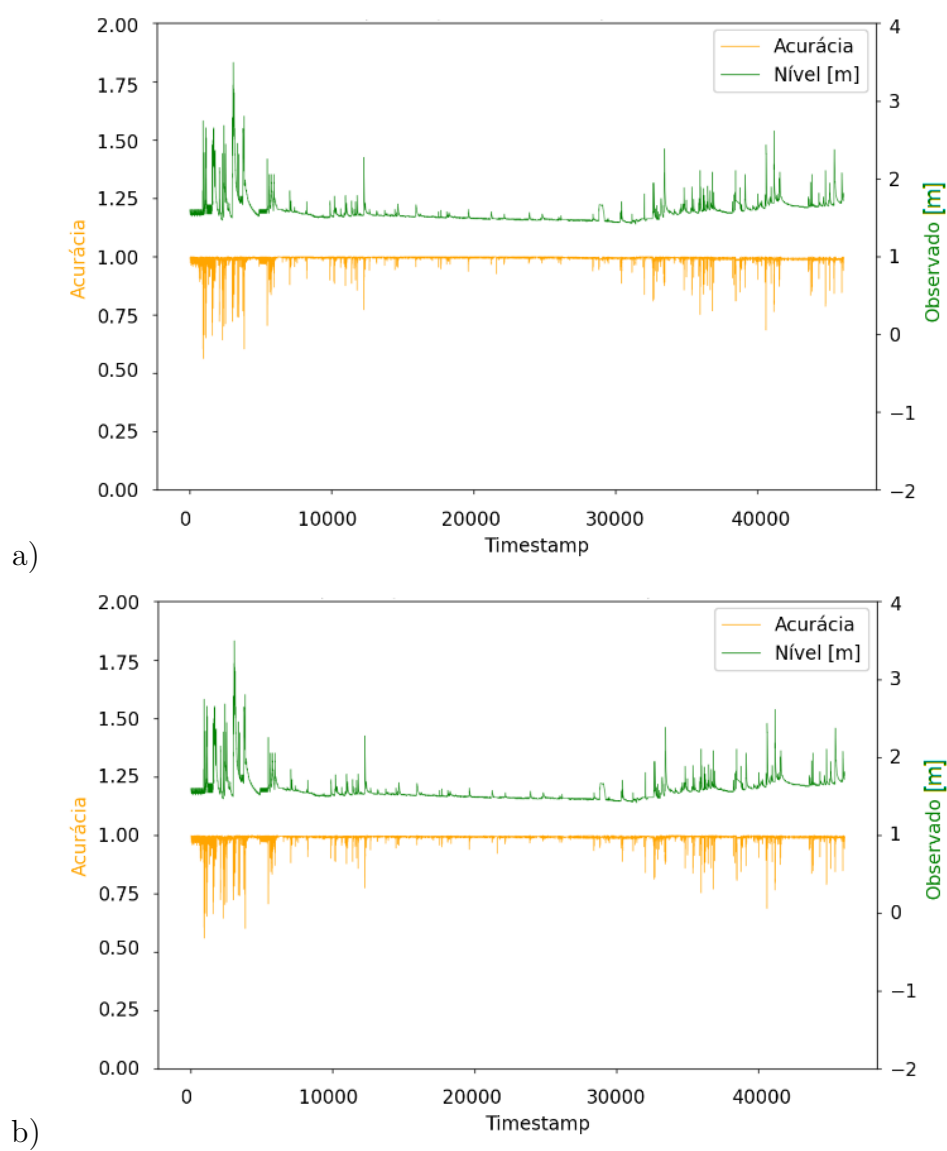 2.00
1.75
1.50
1.25
1.00
0.75
0.50
0.25
0.00
Acurácia
Acurácia
Nível [m]
4
3
2
1
0
−1
−2
Observado [m]
0 10000 20000 30000 40000
Timestamp
a)
2.00
1.75
1.50
1.25
1.00
0.75
0.50
0.25
0.00
Acurácia
Acurácia
Nível [m]
4
3
2
1
0
−1
−2
Observado [m]
0 10000 20000 30000 40000
Timestamp
b)